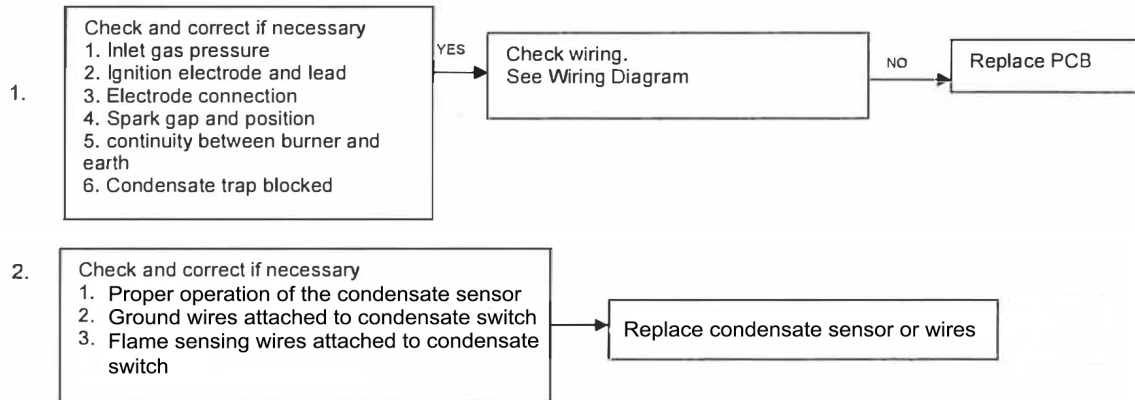 1.
Check and correct if necessary
1. Inlet gas pressure
2. Ignition electrode and lead
3. Electrode connection
4. Spark gap and position
5. continuity between burner and
earth
6. Condensate trap blocked
YES
Check wiring.
See Wiring Diagram
NO
Replace PCB
2.
Check and correct if necessary
1. Proper operation of the condensate sensor
2. Ground wires attached to condensate switch
3. Flame sensing wires attached to condensate
switch
Replace condensate sensor or wires